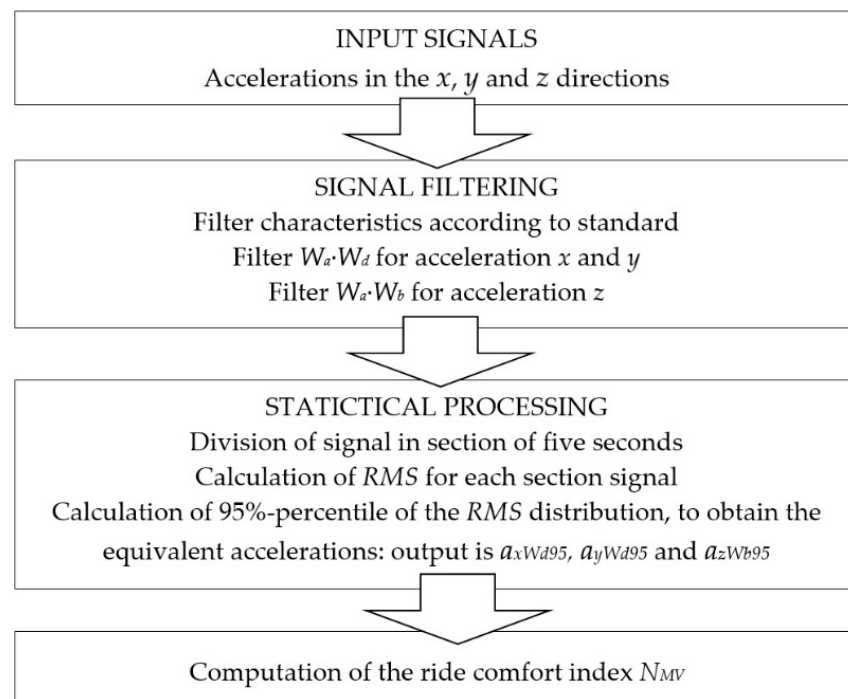 INPUT SIGNALS
Accelerations in the x, y and z directions
SIGNAL FILTERING
Filter characteristics according to standard
Filter Wa·Wd for acceleration x and y
Filter Wa·Wb for acceleration z
STATICTICAL PROCESSING
Division of signal in section of five seconds
Calculation of RMS for each section signal
Calculation of 95%-percentile of the RMS distribution, to obtain the
equivalent accelerations: output is axWd95, ayWd95 and azWb95
Computation of the ride comfort index NMV